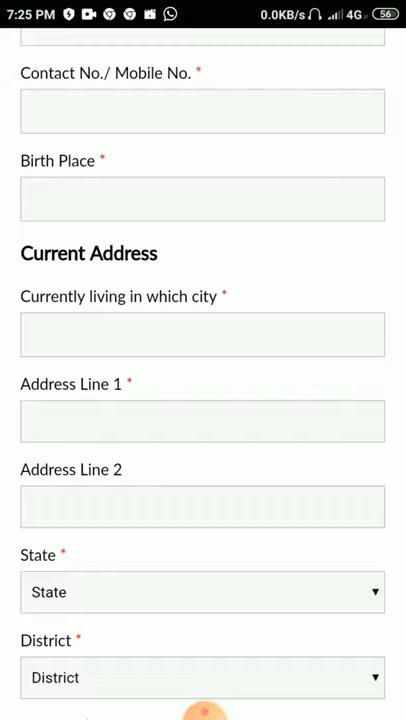 7:25 PM 0.0KB/s 4G 56
Contact No./ Mobile No. *
Birth Place *
Current Address
Currently living in which city *
Address Line 1 *
Address Line 2
State *
State
District *
District